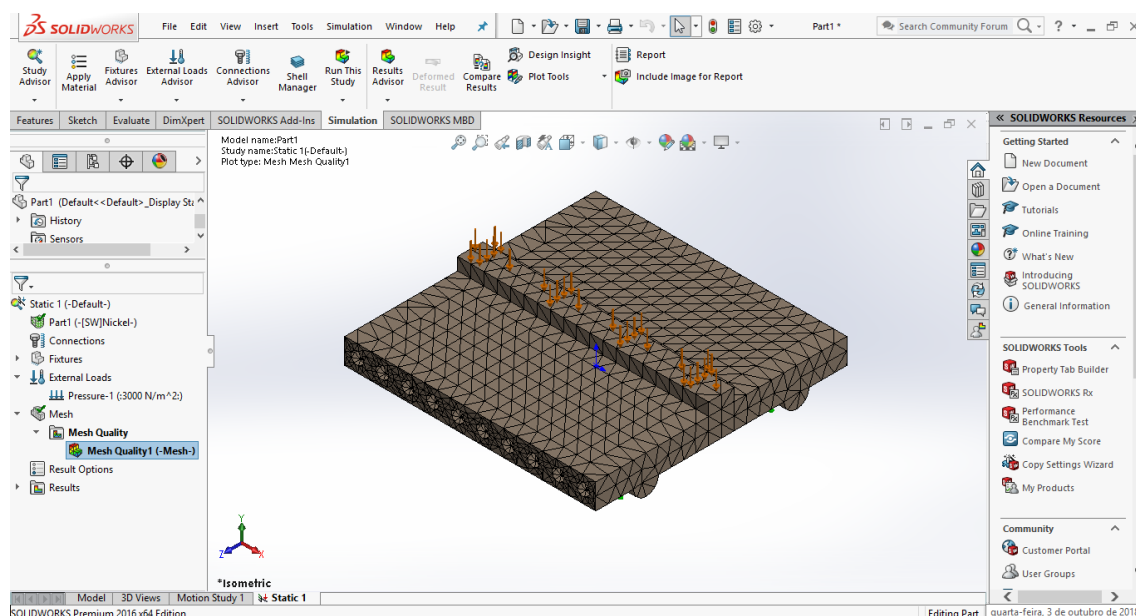 SOLIDWORKS File Edit View Insert Tools Simulation Window Help Part1 * Search Community Forum ?
Study Advisor
Apply Material
Fixtures Advisor
External Loads Advisor
Connections Advisor
Shell Manager
Run This Study
Results Advisor
Deformed Result
Compare Results
Design Insight
Plot Tools
Report
Include Image for Report
Features Sketch Evaluate DimXpert SOLIDWORKS Add-Ins Simulation SOLIDWORKS MBD
Part1 (Default<<Default>_Display Sta
History
Sensors
Static 1 (-Default-)
Part1 (-[SW]Nickel-)
Connections
Fixtures
External Loads
Pressure-1 (:3000 N/m^2:)
Mesh
Mesh Quality
Mesh Quality1 (-Mesh-)
Result Options
Results
Model name:Part1
Study name:Static 1(-Default-)
Plot type: Mesh Mesh Quality1
Y
Z
X
*Isometric
SOLIDWORKS Resources
Getting Started
New Document
Open a Document
Tutorials
Online Training
What's New
Introducing SOLIDWORKS
General Information
SOLIDWORKS Tools
Property Tab Builder
SOLIDWORKS Rx
Performance Benchmark Test
Compare My Score
Copy Settings Wizard
My Products
Community
Customer Portal
User Groups
Model 3D Views Motion Study 1 Static 1
SOLIDWORKS Premium 2016 x64 Edition Editing Part quarta-feira, 3 de outubro de 2018